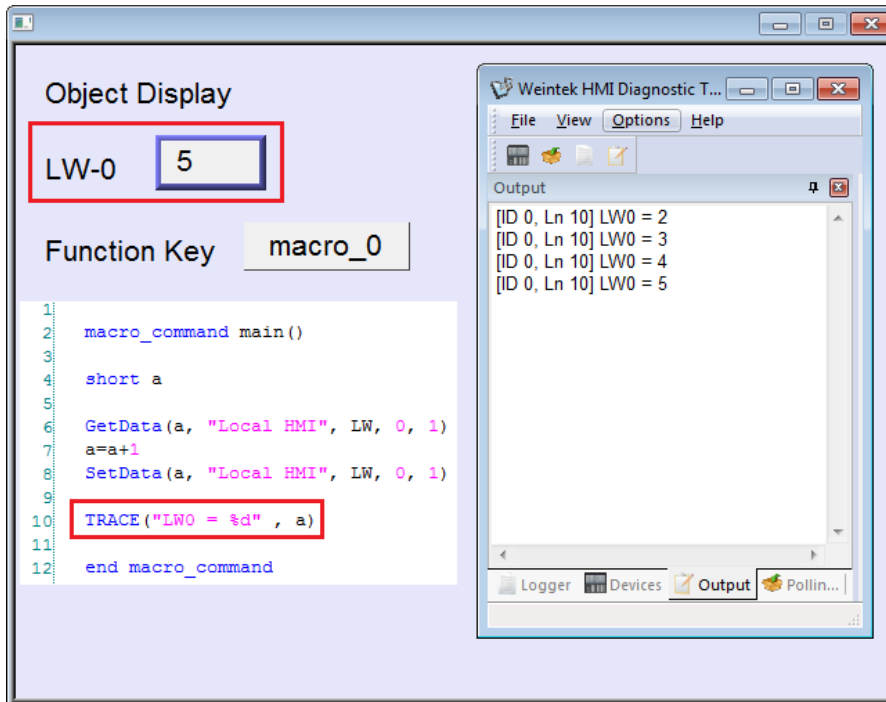 Object Display
LW-0
5
Function Key
macro_0
1
2 macro_command main()
3
4 short a
5
6 GetData(a, "Local HMI", LW, 0, 1)
7 a=a+1
8 SetData(a, "Local HMI", LW, 0, 1)
9
10 TRACE("LW0 = %d" , a)
11
12 end macro_command
Weintek HMI Diagnostic T...
File View Options Help
Output
[ID 0, Ln 10] LW0 = 2
[ID 0, Ln 10] LW0 = 3
[ID 0, Ln 10] LW0 = 4
[ID 0, Ln 10] LW0 = 5
Logger Devices Output Pollin...